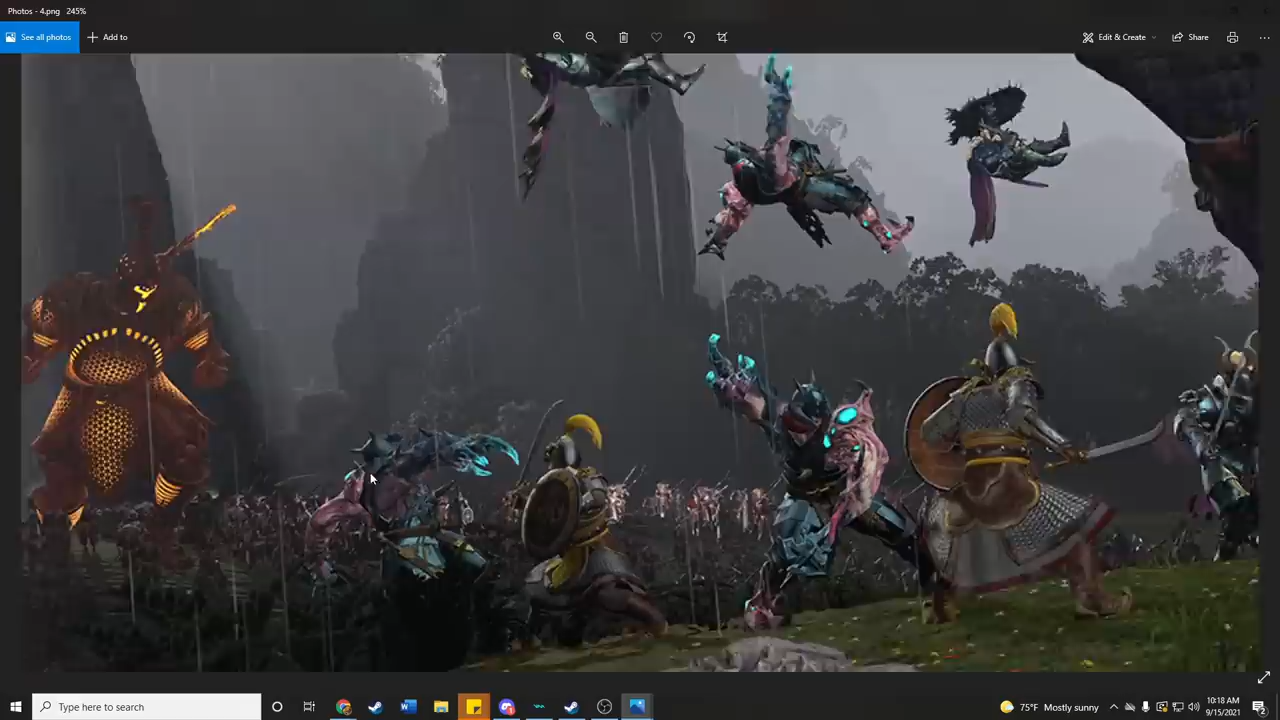 Photos - 4.png 245%
See all photos
Add to
Edit & Create
Share
Type here to search
75°F Mostly sunny
10:18 AM
9/15/2021
2